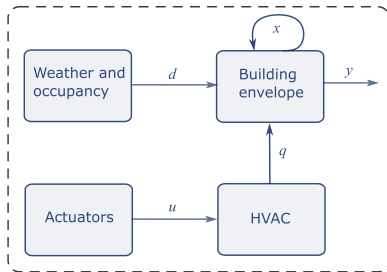 x
Weather and
occupancy
d
Building
envelope
y
q
Actuators
u
HVAC